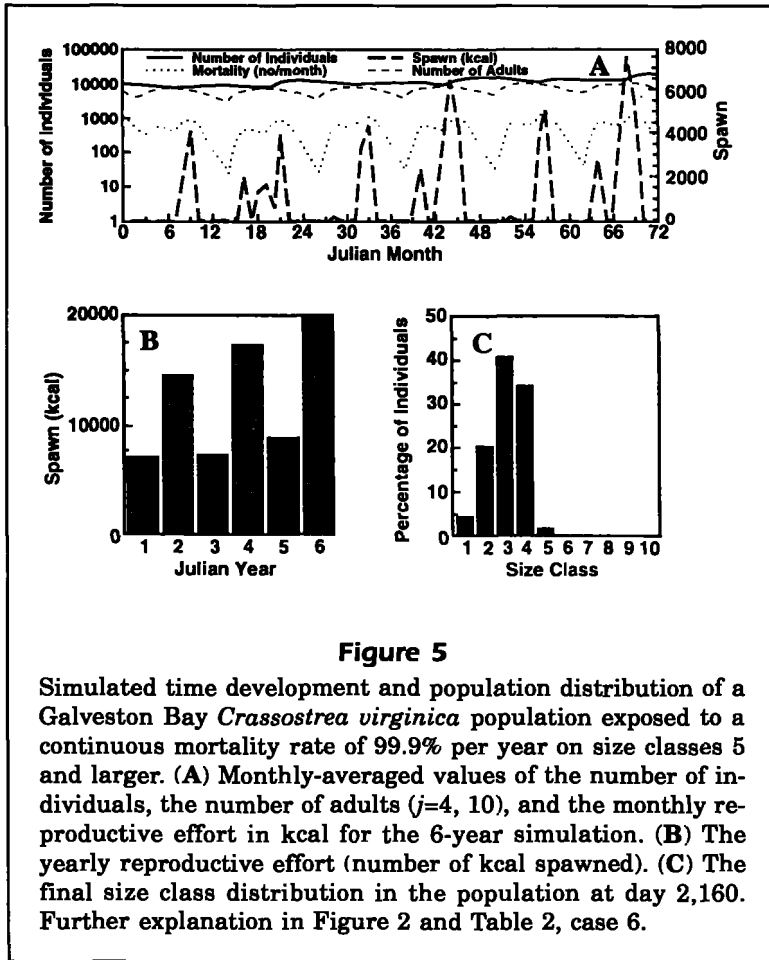 Number of Individuals
Spawn (kcal)
Mortality (no/month)
Number of Adults
A
100000
10000
1000
100
10
1
Number of Individuals
8000
6000
4000
2000
0
Spawn
0 6 12 18 24 30 36 42 48 54 60 66 72
Julian Month
B
20000
10000
0
Spawn (kcal)
1 2 3 4 5 6
Julian Year
C
50
40
30
20
10
0
Percentage of Individuals
1 2 3 4 5 6 7 8 9 10
Size Class
Figure 5
Simulated time development and population distribution of a
Galveston Bay Crassostrea virginica population exposed to a
continuous mortality rate of 99.9% per year on size classes 5
and larger. (A) Monthly-averaged values of the number of in-
dividuals, the number of adults (j=4, 10), and the monthly re-
productive effort in kcal for the 6-year simulation. (B) The
yearly reproductive effort (number of kcal spawned). (C) The
final size class distribution in the population at day 2,160.
Further explanation in Figure 2 and Table 2, case 6.